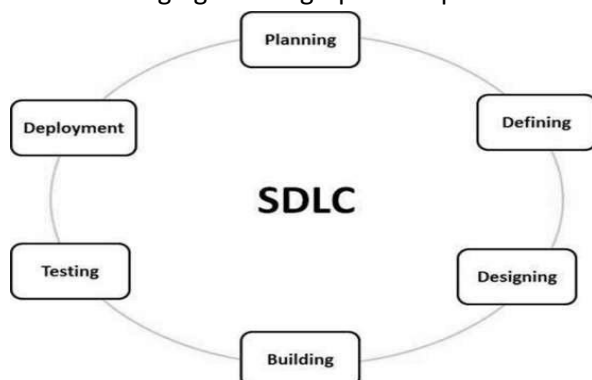 Planning
Defining
Designing
Building
Testing
Deployment
SDLC